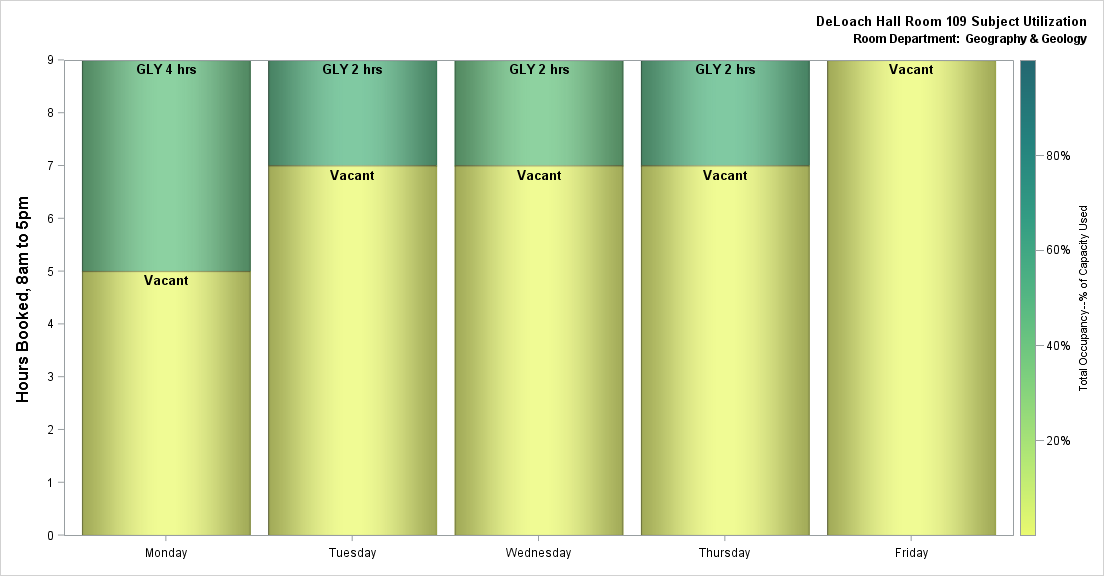 DeLoach Hall Room 109 Subject Utilization
Room Department: Geography & Geology
Hours Booked, 8am to 5pm
9
8
7
6
5
4
3
2
1
0
GLY 4 hrs
Vacant
GLY 2 hrs
Vacant
GLY 2 hrs
Vacant
GLY 2 hrs
Vacant
Vacant
Monday
Tuesday
Wednesday
Thursday
Friday
80%
60%
40%
20%
Total Occupancy--% of Capacity Used